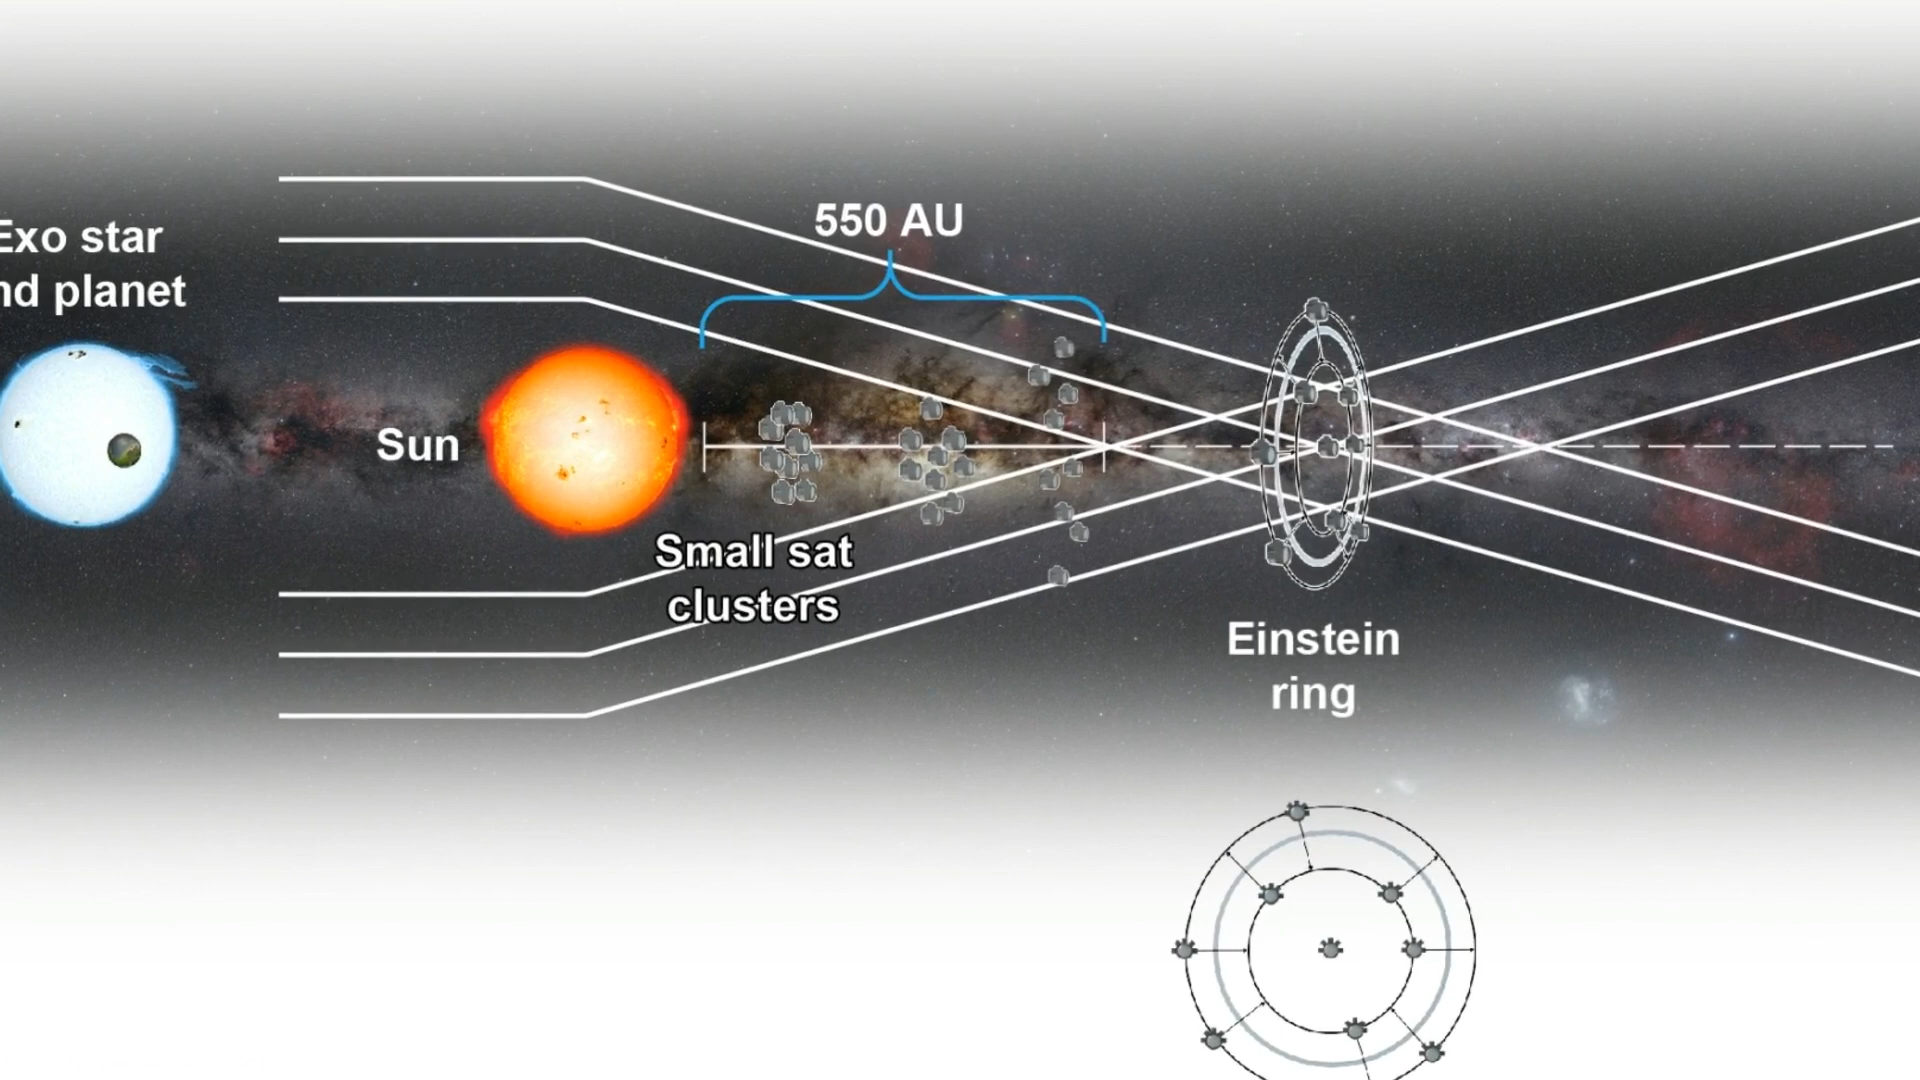 Exo star
nd planet
550 AU
Sun
Small sat
clusters
Einstein
ring